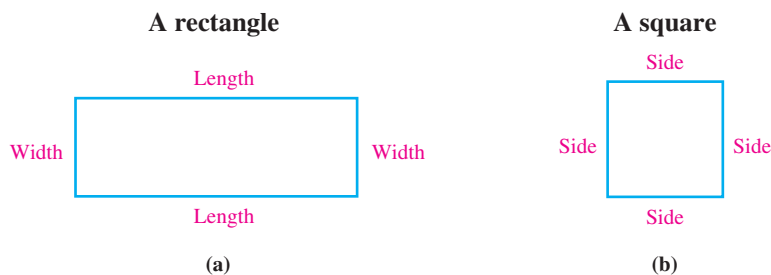 A rectangle
Length
Width
Width
Length
(a)
A square
Side
Side
Side
Side
(b)